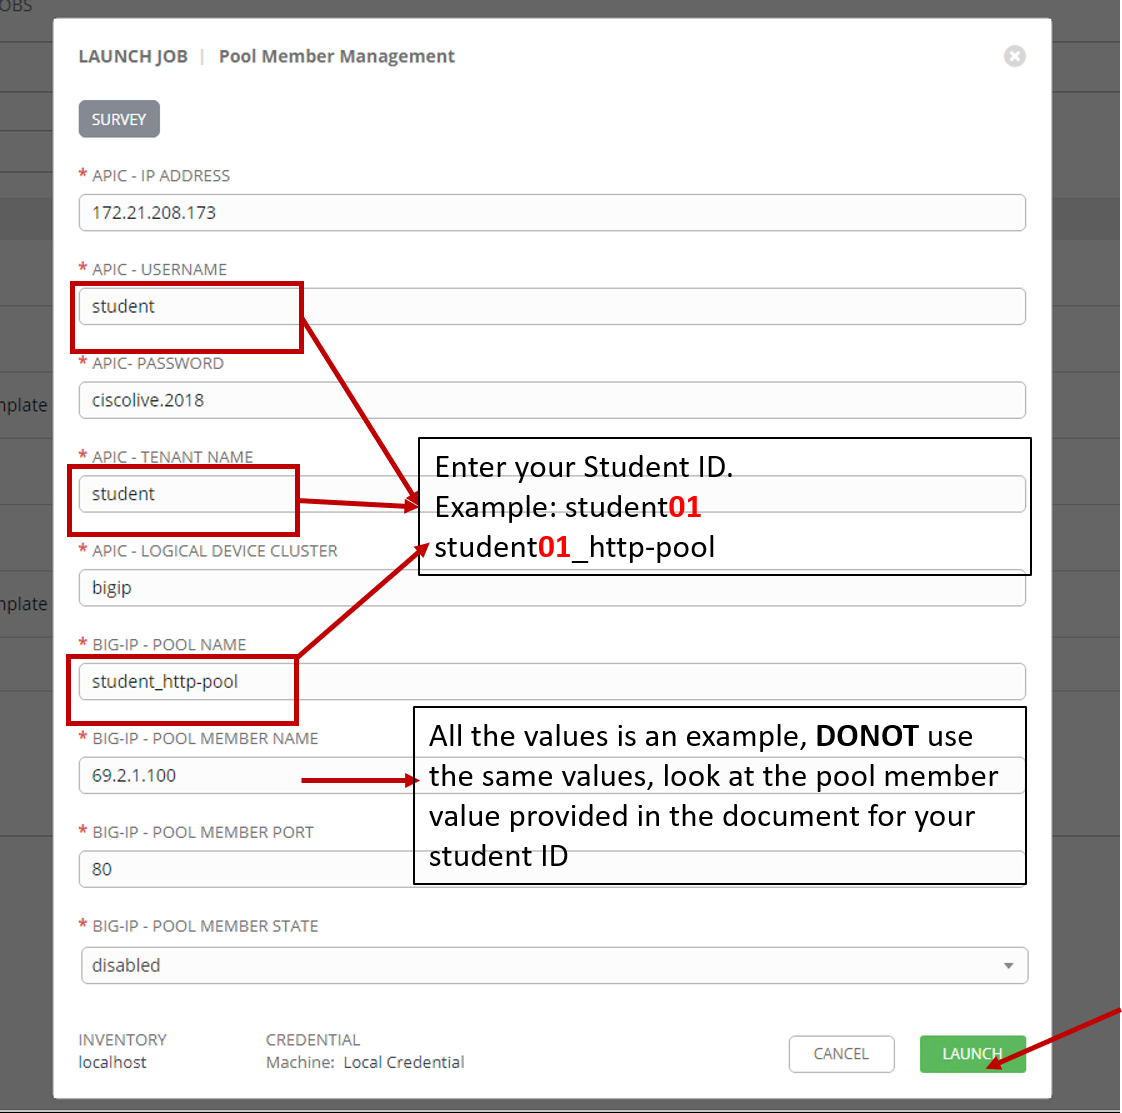 OBS
LAUNCH JOB | Pool Member Management
SURVEY
* APIC - IP ADDRESS
172.21.208.173
* APIC - USERNAME
student
* APIC- PASSWORD
ciscolive.2018
* APIC - TENANT NAME
student
Enter your Student ID.
Example: student01
student01_http-pool
* APIC - LOGICAL DEVICE CLUSTER
bigip
* BIG-IP - POOL NAME
student_http-pool
* BIG-IP - POOL MEMBER NAME
69.2.1.100
All the values is an example, DONOT use
the same values, look at the pool member
value provided in the document for your
student ID
* BIG-IP - POOL MEMBER PORT
80
* BIG-IP - POOL MEMBER STATE
disabled
INVENTORY
localhost
CREDENTIAL
Machine: Local Credential
CANCEL
LAUNCH
mplate
mplate